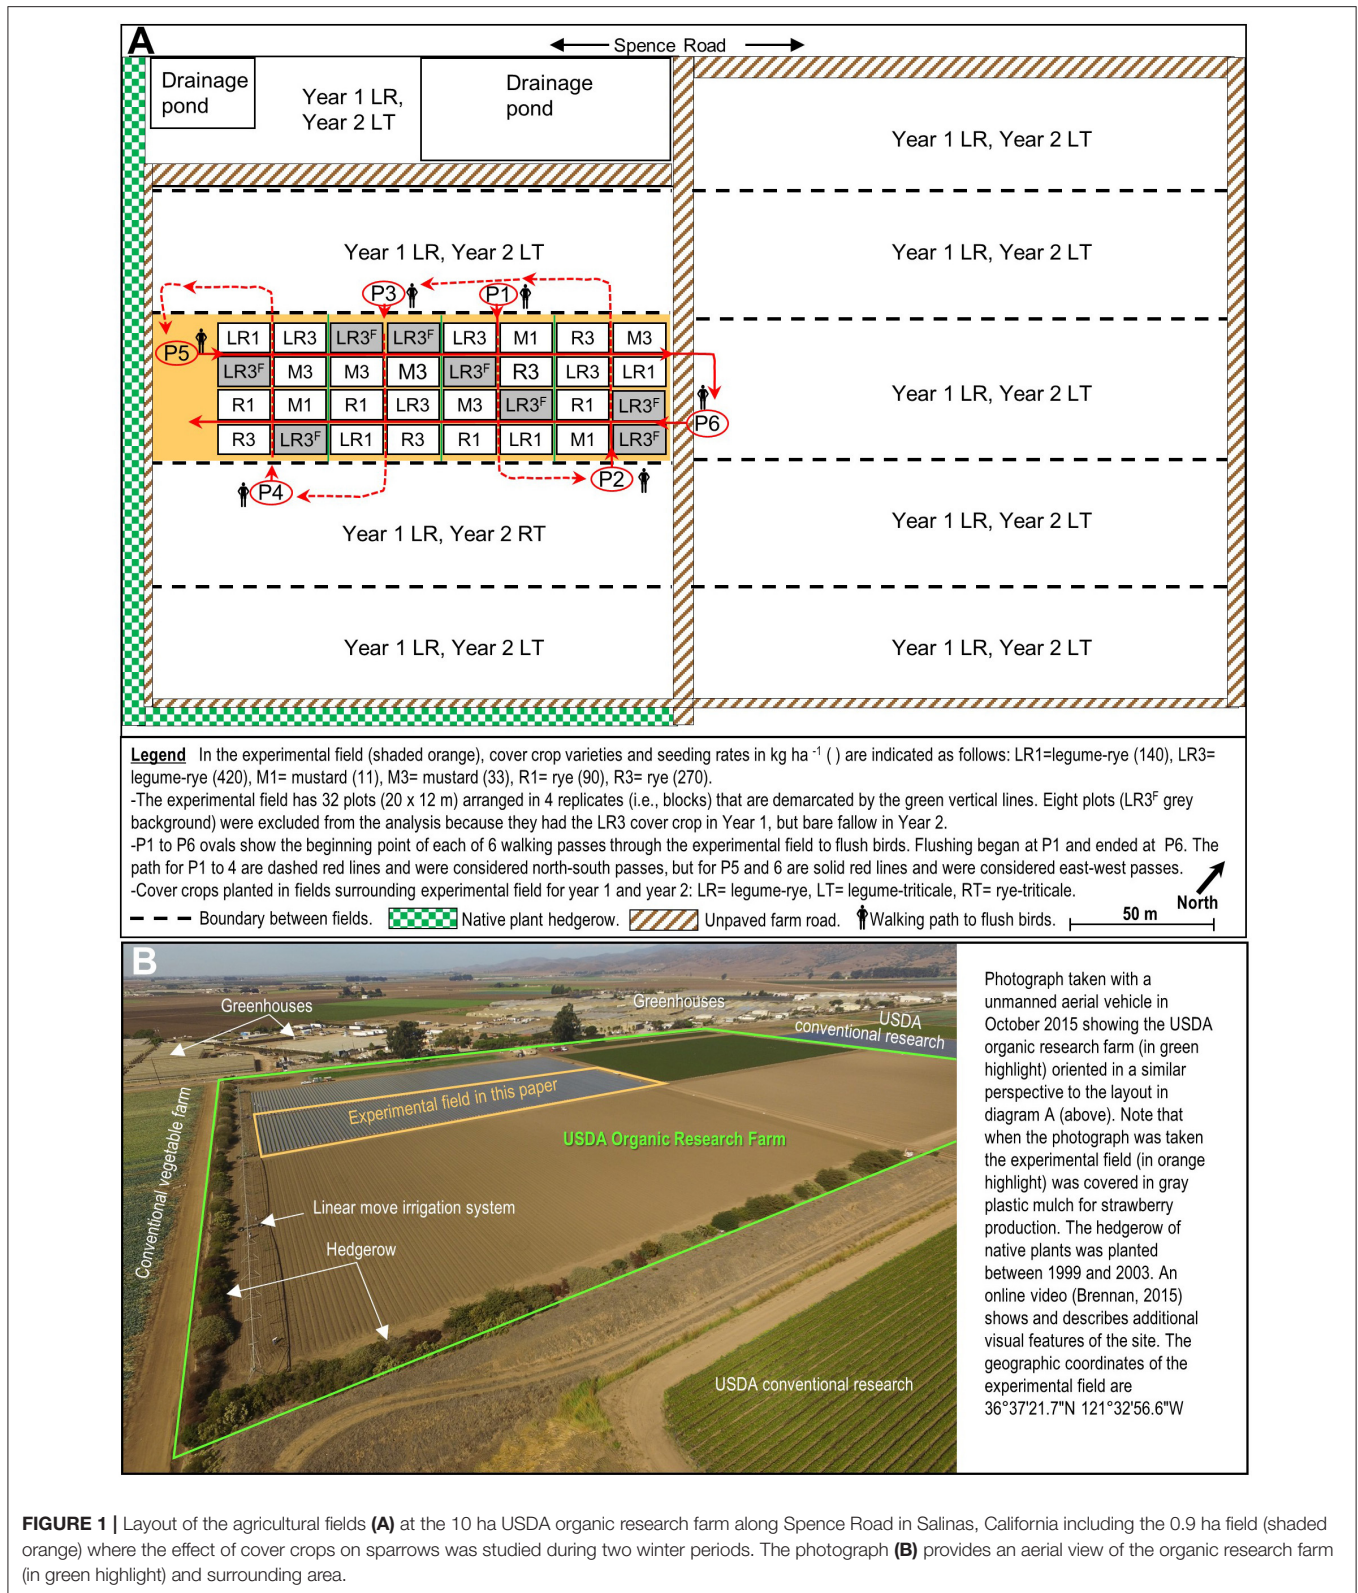 A
Spence Road
Drainage
pond
Year 1 LR,
Year 2 LT
Drainage
pond
Year 1 LR, Year 2 LT
Year 1 LR, Year 2 LT
Year 1 LR, Year 2 LT
P3
P1
P5
LR1 LR3 LR3F LR3F LR3 M1 R3 M3
LR3F M3 M3 M3 LR3F R3 LR3 LR1
Year 1 LR, Year 2 LT
R1 M1 R1 LR3 M3 LR3F R1 LR3F
P6
R3 LR3F LR1 R3 R1 LR1 M1 LR3F
P4
P2
Year 1 LR, Year 2 RT
Year 1 LR, Year 2 LT
Year 1 LR, Year 2 LT
Year 1 LR, Year 2 LT
Legend In the experimental field (shaded orange), cover crop varieties and seeding rates in kg ha -1 ( ) are indicated as follows: LR1=legume-rye (140), LR3=
legume-rye (420), M1= mustard (11), M3= mustard (33), R1= rye (90), R3= rye (270).
-The experimental field has 32 plots (20 x 12 m) arranged in 4 replicates (i.e., blocks) that are demarcated by the green vertical lines. Eight plots (LR3F grey
background) were excluded from the analysis because they had the LR3 cover crop in Year 1, but bare fallow in Year 2.
-P1 to P6 ovals show the beginning point of each of 6 walking passes through the experimental field to flush birds. Flushing began at P1 and ended at P6. The
path for P1 to 4 are dashed red lines and were considered north-south passes, but for P5 and 6 are solid red lines and were considered east-west passes.
-Cover crops planted in fields surrounding experimental field for year 1 and year 2: LR= legume-rye, LT= legume-triticale, RT= rye-triticale.
North
Boundary between fields. Native plant hedgerow. Unpaved farm road. Walking path to flush birds. 50 m
B
Greenhouses
Greenhouses
USDA
conventional research
Experimental field in this paper
USDA Organic Research Farm
Conventional vegetable farm
Linear move irrigation system
Hedgerow
USDA conventional research
Photograph taken with a
unmanned aerial vehicle in
October 2015 showing the USDA
organic research farm (in green
highlight) oriented in a similar
perspective to the layout in
diagram A (above). Note that
when the photograph was taken
the experimental field (in orange
highlight) was covered in gray
plastic mulch for strawberry
production. The hedgerow of
native plants was planted
between 1999 and 2003. An
online video (Brennan, 2015)
shows and describes additional
visual features of the site. The
geographic coordinates of the
experimental field are
36°37'21.7"N 121°32'56.6"W
FIGURE 1 | Layout of the agricultural fields (A) at the 10 ha USDA organic research farm along Spence Road in Salinas, California including the 0.9 ha field (shaded
orange) where the effect of cover crops on sparrows was studied during two winter periods. The photograph (B) provides an aerial view of the organic research farm
(in green highlight) and surrounding area.